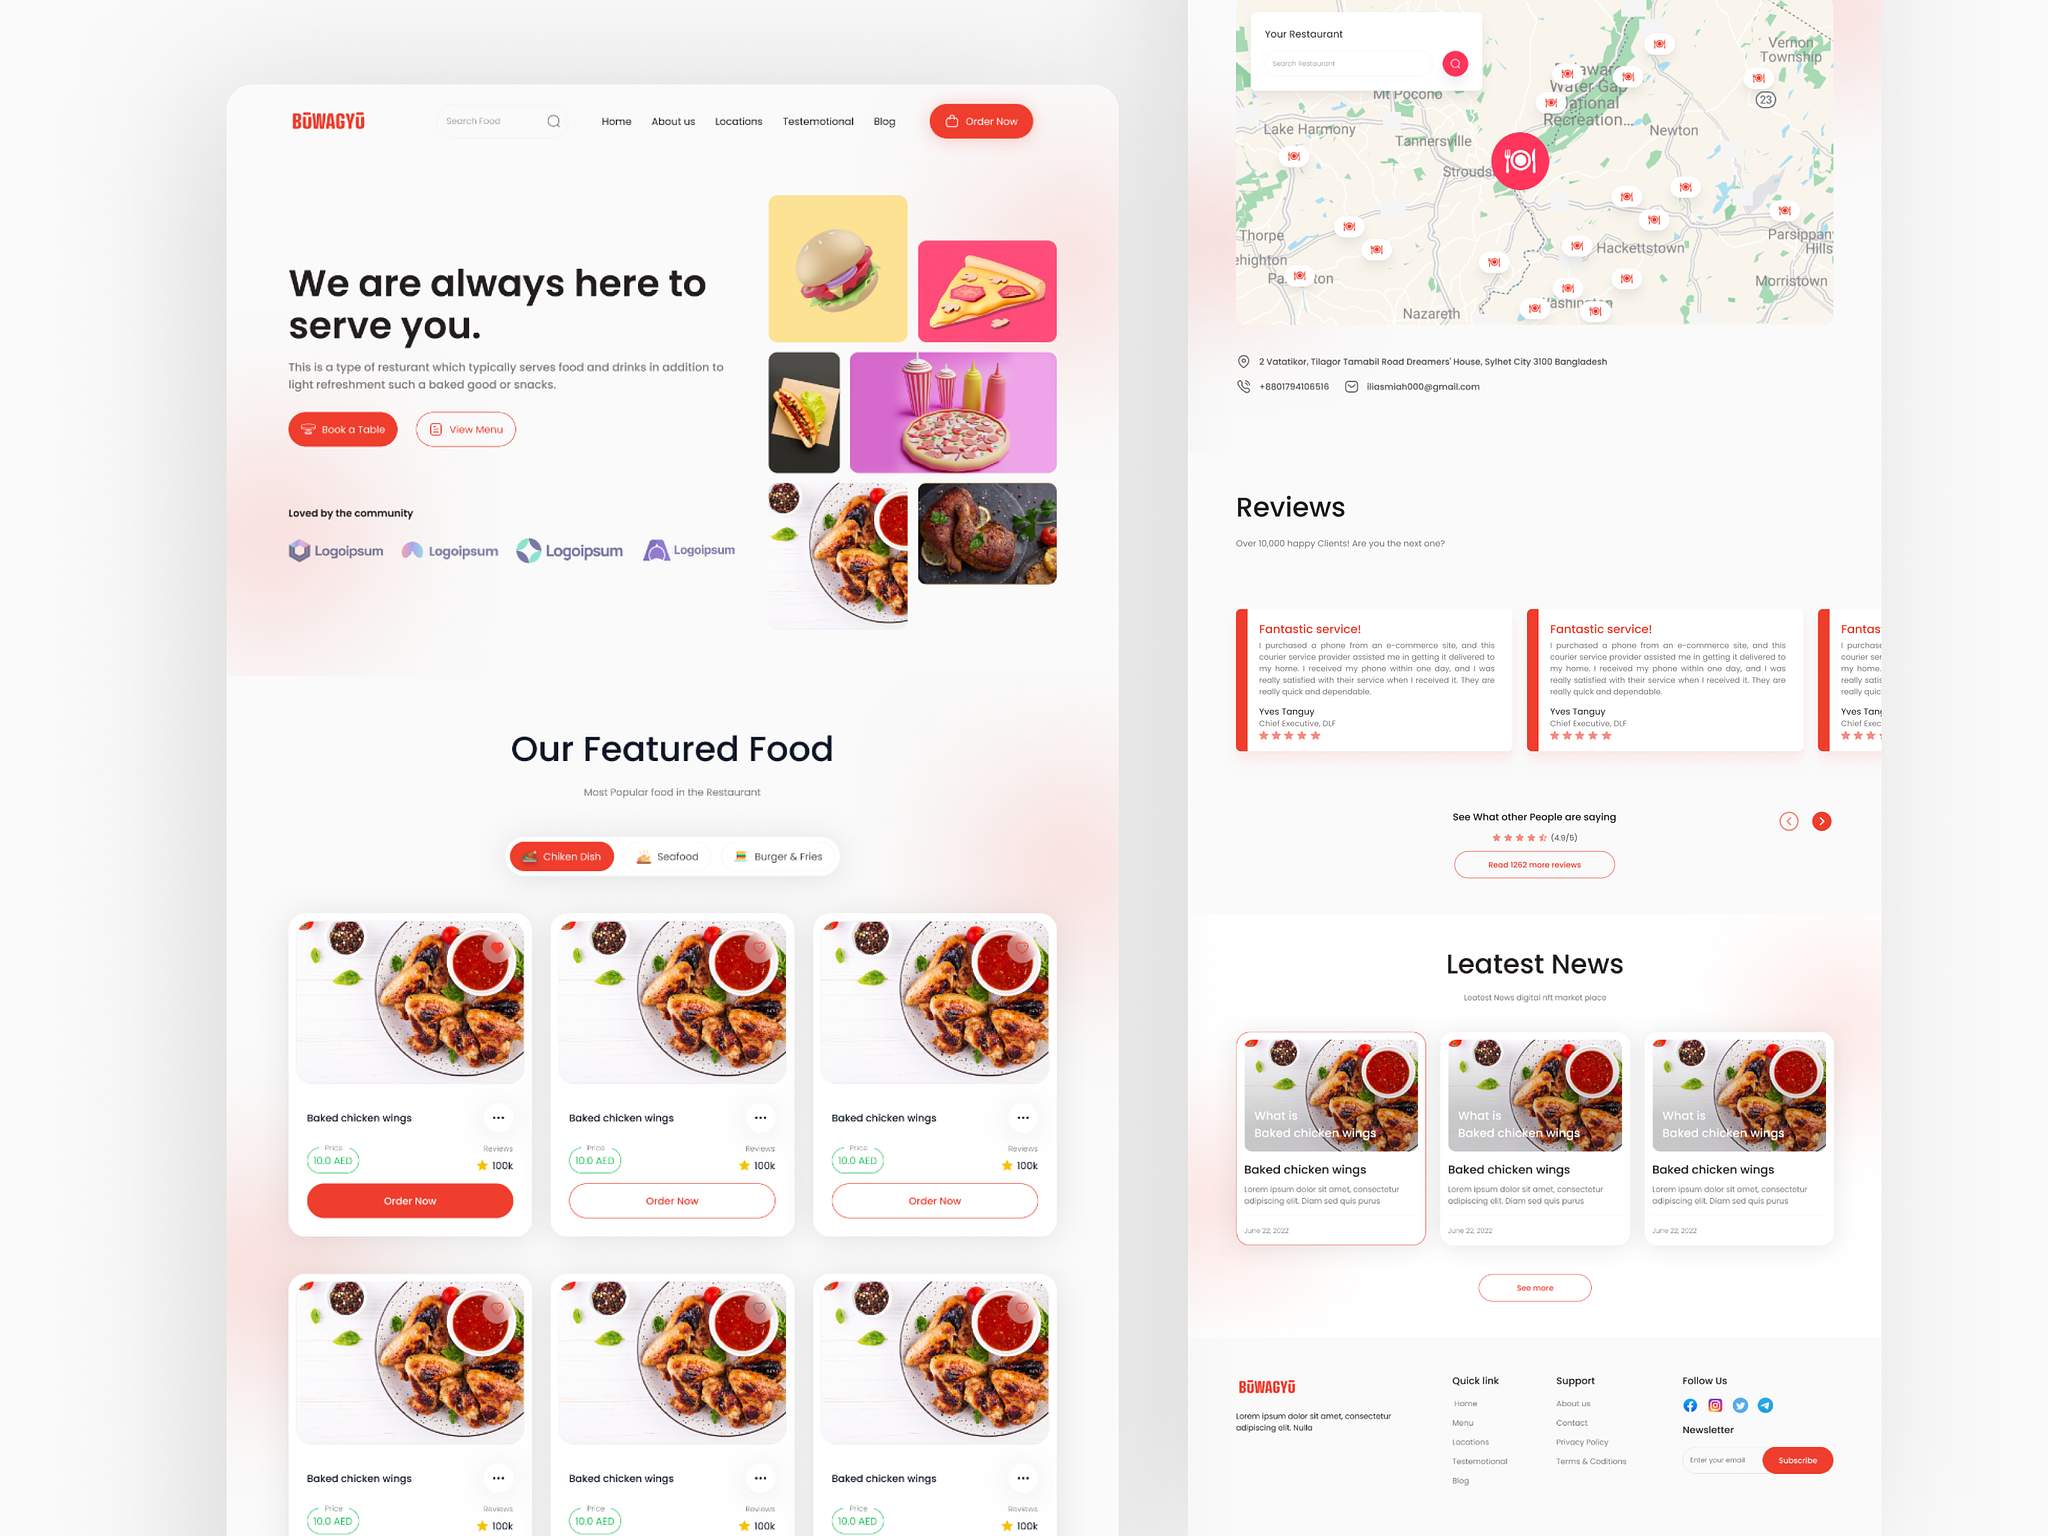 BŪWAGYŪ
Search Food
Home
About us
Locations
Testemotional
Blog
Order Now
We are always here to
serve you.
This is a type of resturant which typically serves food and drinks in addition to
light refreshment such a baked good or snacks.
Book a Table
View Menu
Loved by the community
Logoipsum
Logoipsum
Logoipsum
Logoipsum
Our Featured Food
Most Popular food in the Restaurant
Chiken Dish
Seafood
Burger & Fries
Baked chicken wings
Price
10.0 AED
Reviews
100k
Order Now
Baked chicken wings
Price
10.0 AED
Reviews
100k
Order Now
Baked chicken wings
Price
10.0 AED
Reviews
100k
Order Now
Baked chicken wings
Price
10.0 AED
Reviews
100k
Baked chicken wings
Price
10.0 AED
Reviews
100k
Baked chicken wings
Price
10.0 AED
Reviews
100k
Your Restaurant
Search Restaurant
Vernon
Township
23
Mt Pocono
Water Gap
Recreation...
Lake Harmony
Tannersville
Newton
Thorpe
Hackettstown
Parsippan
Hills
ehighton
Morristown
Nazareth
2 Vatatikor, Tilagor Tamabil Road Dreamers' House, Sylhet City 3100 Bangladesh
+8801794106516
iliasmiah000@gmail.com
Reviews
Over 10,000 happy Clients! Are you the next one?
Fantastic service!
I purchased a phone from an e-commerce site, and this
courier service provider assisted me in getting it delivered to
my home. I received my phone within one day, and I was
really satisfied with their service when I received it. They are
really quick and dependable.
Yves Tanguy
Chief Executive, DLF
Fantastic service!
I purchased a phone from an e-commerce site, and this
courier service provider assisted me in getting it delivered to
my home. I received my phone within one day, and I was
really satisfied with their service when I received it. They are
really quick and dependable.
Yves Tanguy
Chief Executive, DLF
Fantas
I purcha
courier ser
my home.
really satis
really quic
Yves Tang
Chief Exec
See What other People are saying
(4.9/5)
Read 1262 more reviews
Leatest News
Leatest News digital nft market place
What is
Baked chicken wings
Baked chicken wings
Lorem ipsum dolor sit amet, consectetur
adipiscing elit. Diam sed quis purus
June 22, 2022
What is
Baked chicken wings
Baked chicken wings
Lorem ipsum dolor sit amet, consectetur
adipiscing elit. Diam sed quis purus
June 22, 2022
What is
Baked chicken wings
Baked chicken wings
Lorem ipsum dolor sit amet, consectetur
adipiscing elit. Diam sed quis purus
June 22, 2022
See more
BŪWAGYŪ
Lorem ipsum dolor sit amet, consectetur
adipiscing elit. Nulla
Quick link
Home
Menu
Locations
Testemotional
Blog
Support
About us
Contact
Privacy Policy
Terms & Coditions
Follow Us
Newsletter
Enter your email
Subscribe